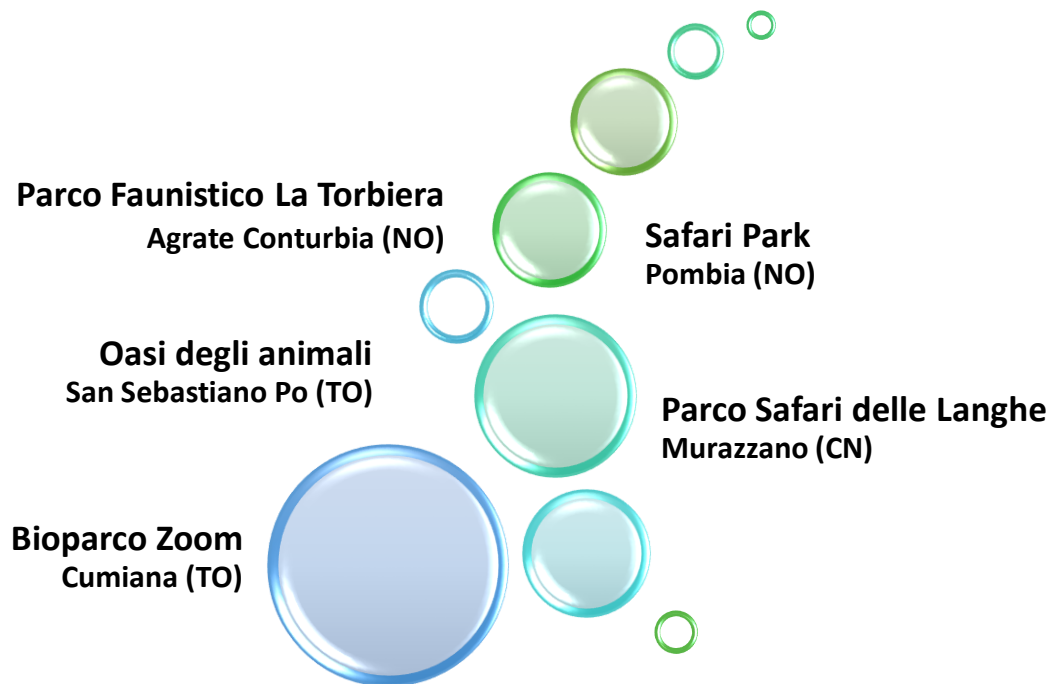 Parco Faunistico La Torbiera
Agrate Conturbia (NO)
Safari Park
Pombia (NO)
Oasi degli animali
San Sebastiano Po (TO)
Parco Safari delle Langhe
Murazzano (CN)
Bioparco Zoom
Cumiana (TO)